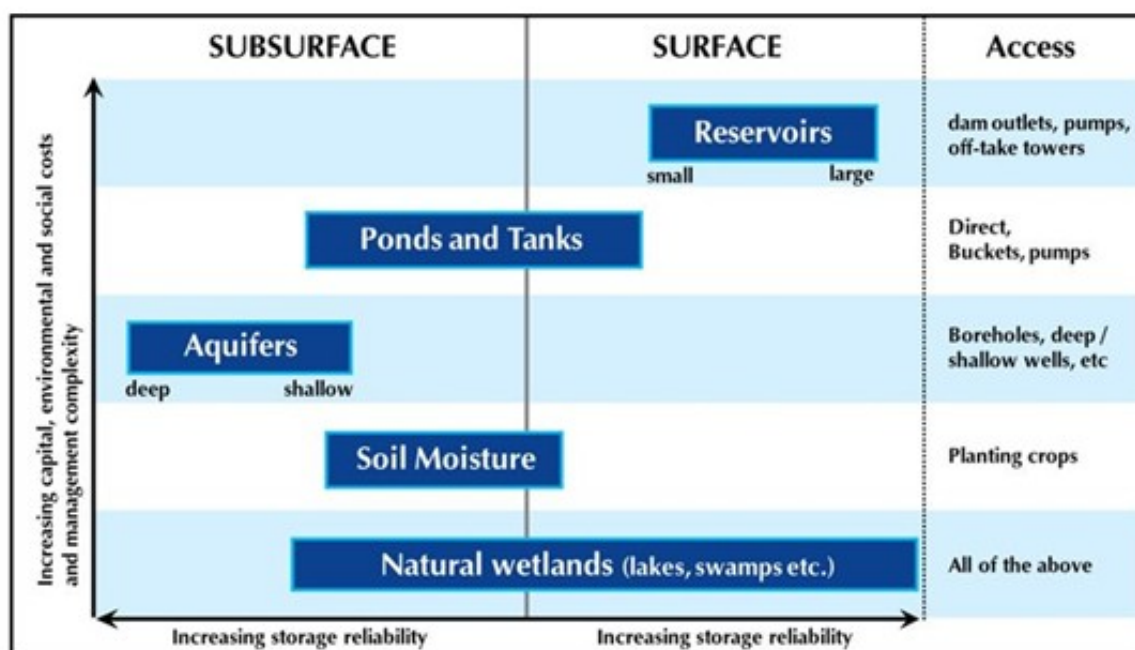 SUBSURFACE SURFACE Access
Increasing capital, environmental and social costs
and management complexity
Reservoirs
small large
dam outlets, pumps,
off-take towers
Ponds and Tanks
Direct,
Buckets, pumps
Aquifers
deep shallow
Boreholes, deep /
shallow wells, etc
Soil Moisture
Planting crops
Natural wetlands (lakes, swamps etc.)
All of the above
Increasing storage reliability Increasing storage reliability